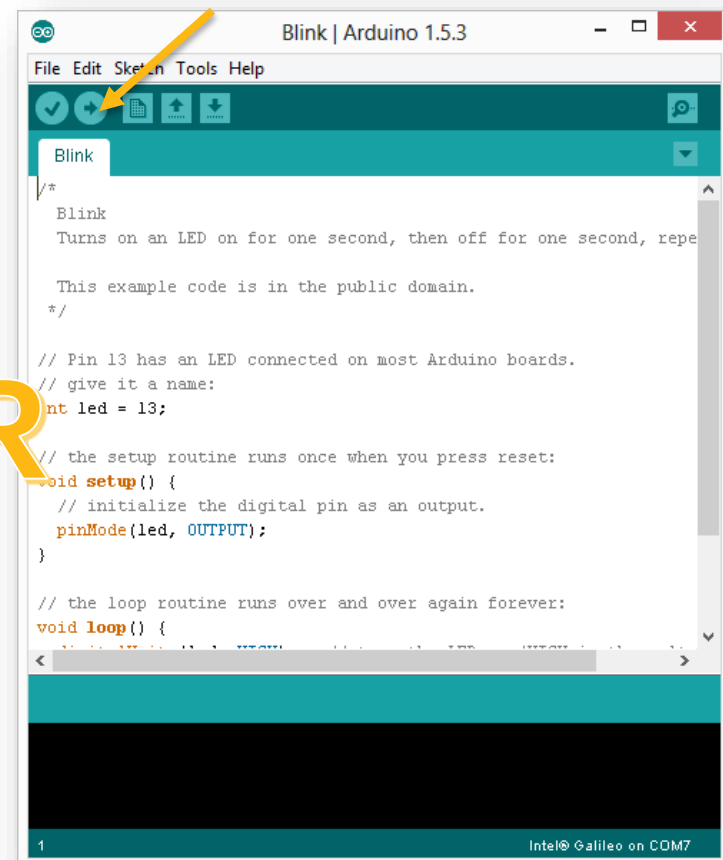 Blink | Arduino 1.5.3
File Edit Sketch Tools Help
Blink
/*
Blink
Turns on an LED on for one second, then off for one second, repe
This example code is in the public domain.
*/
// Pin 13 has an LED connected on most Arduino boards.
// give it a name:
int led = 13;
R
// the setup routine runs once when you press reset:
void setup() {
// initialize the digital pin as an output.
pinMode(led, OUTPUT);
}
// the loop routine runs over and over again forever:
void loop() {
1
Intel® Galileo on COM7